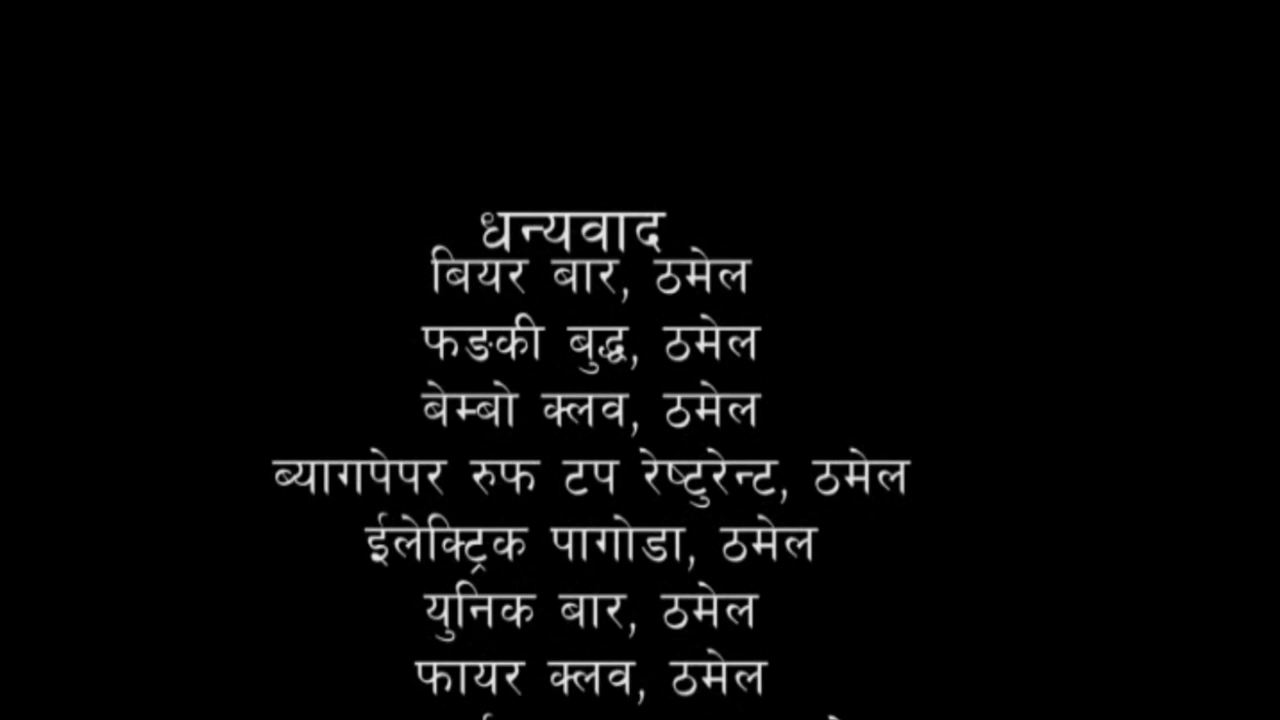 धन्यवाद
बियर बार, ठमेल
फङकी बुद्ध, ठमेल
बेम्बो क्लव, ठमेल
ब्यागपेपर रुफ टप रेष्टुरेन्ट, ठमेल
ईलेक्ट्रिक पागोडा, ठमेल
युनिक बार, ठमेल
फायर क्लव, ठमेल